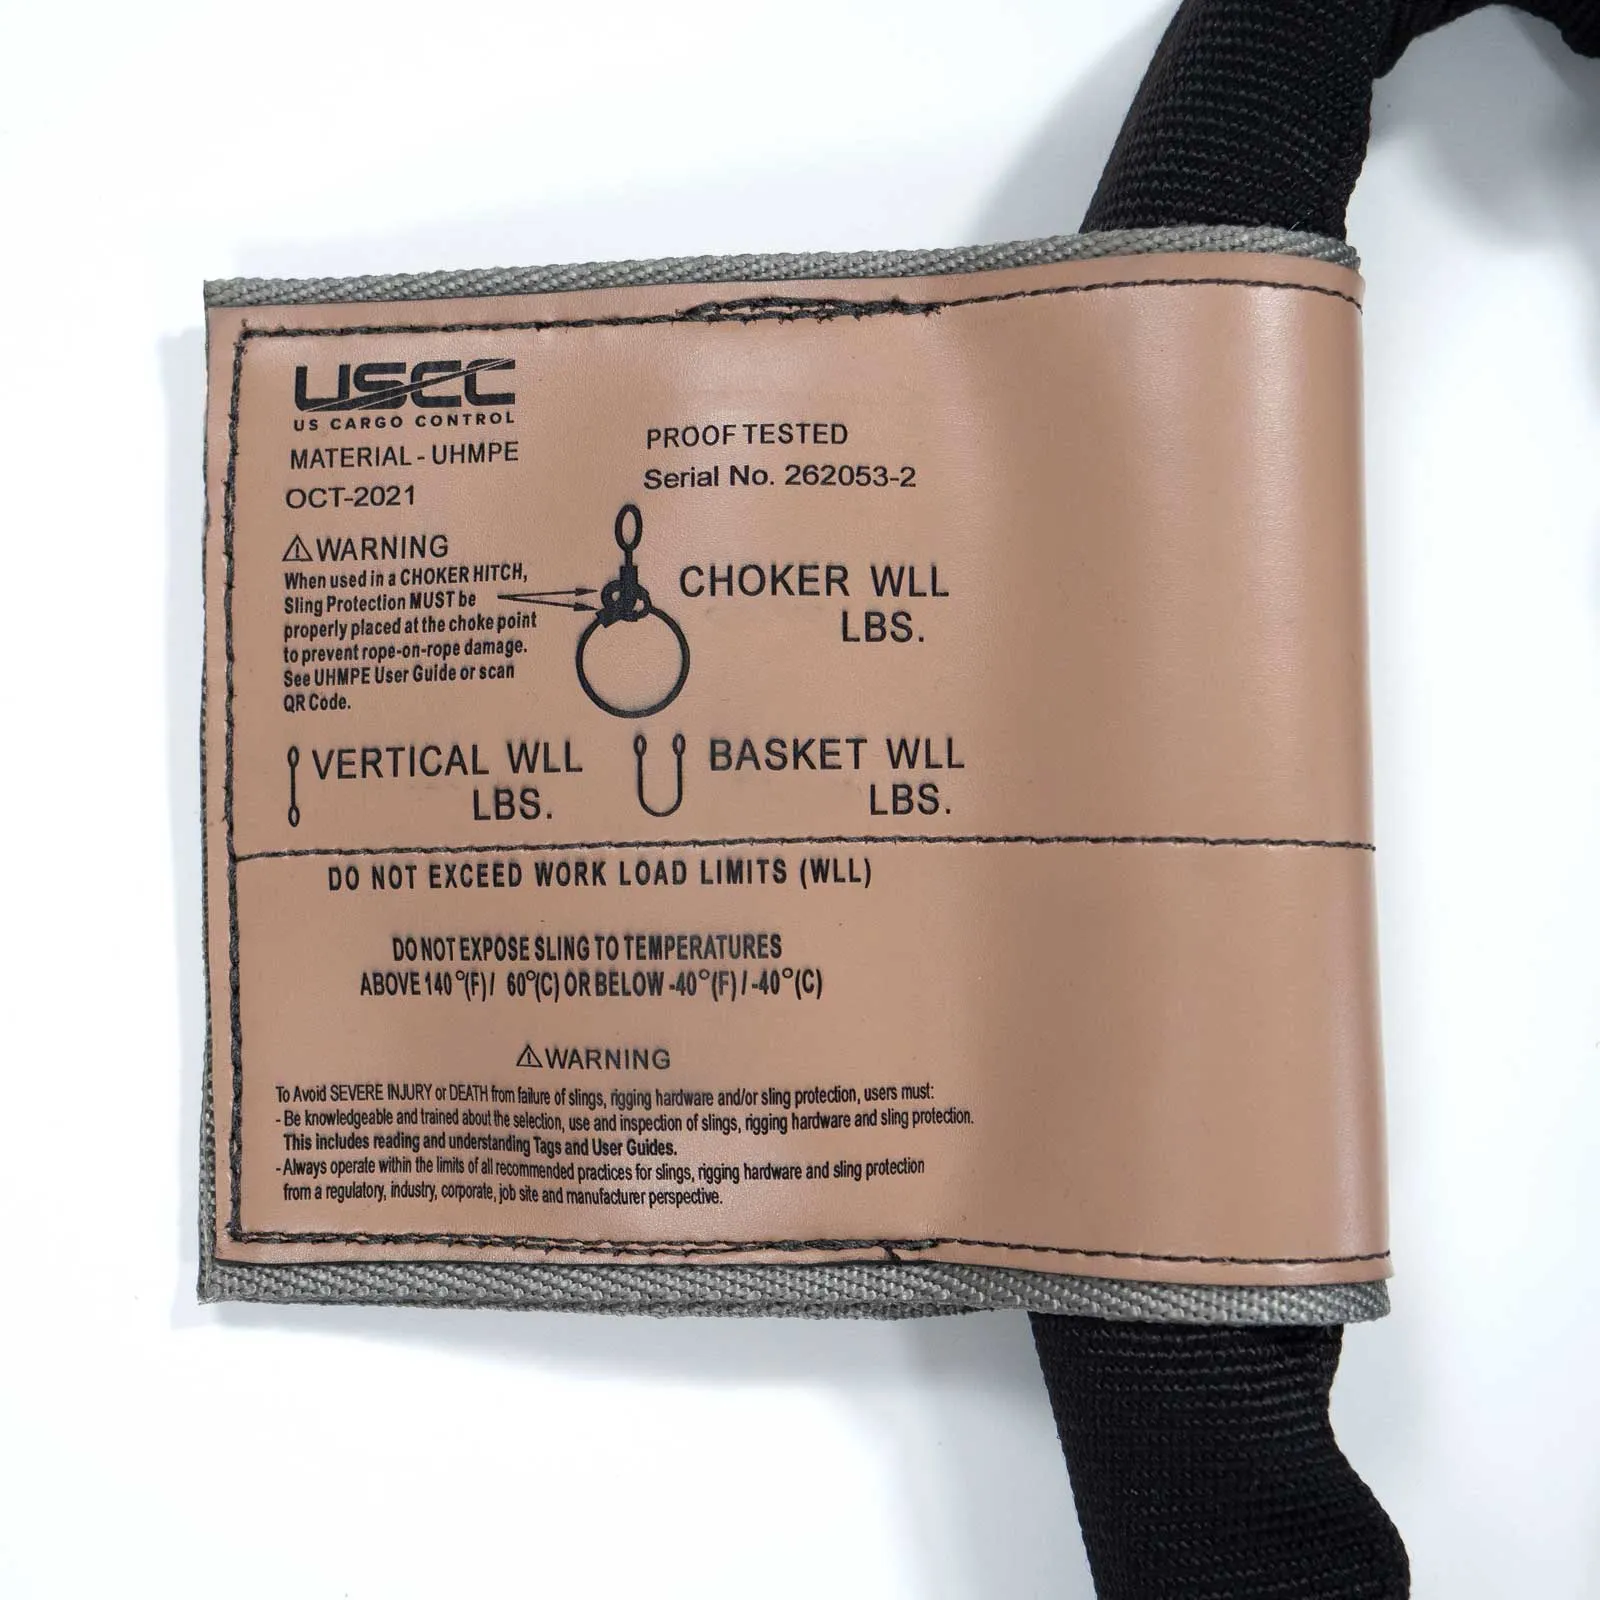 USCC
US CARGO CONTROL
MATERIAL - UHMPE
OCT-2021
PROOF TESTED
Serial No. 262053-2
⚠ WARNING
When used in a CHOKER HITCH,
Sling Protection MUST be
properly placed at the choke point
to prevent rope-on-rope damage.
See UHMPE User Guide or scan
QR Code.
CHOKER WLL
LBS.
VERTICAL WLL
LBS.
BASKET WLL
LBS.
DO NOT EXCEED WORK LOAD LIMITS (WLL)
DO NOT EXPOSE SLING TO TEMPERATURES
ABOVE 140°(F) / 60°(C) OR BELOW -40°(F) / -40°(C)
⚠ WARNING
To Avoid SEVERE INJURY or DEATH from failure of slings, rigging hardware and/or sling protection, users must:
- Be knowledgeable and trained about the selection, use and inspection of slings, rigging hardware and sling protection.
This includes reading and understanding Tags and User Guides.
- Always operate within the limits of all recommended practices for slings, rigging hardware and sling protection
from a regulatory, industry, corporate, job site and manufacturer perspective.